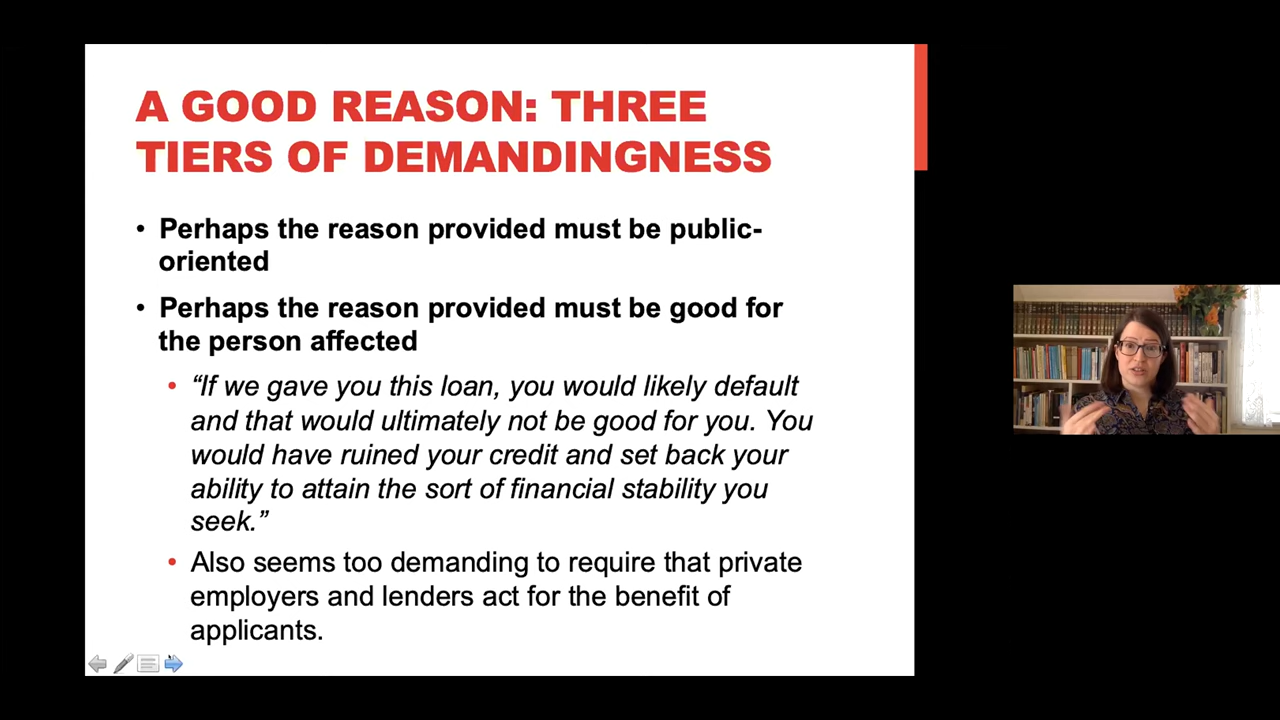 A GOOD REASON: THREE
TIERS OF DEMANDINGNESS
• Perhaps the reason provided must be public-
oriented
• Perhaps the reason provided must be good for
the person affected
• “If we gave you this loan, you would likely default
and that would ultimately not be good for you. You
would have ruined your credit and set back your
ability to attain the sort of financial stability you
seek.”
• Also seems too demanding to require that private
employers and lenders act for the benefit of
applicants.